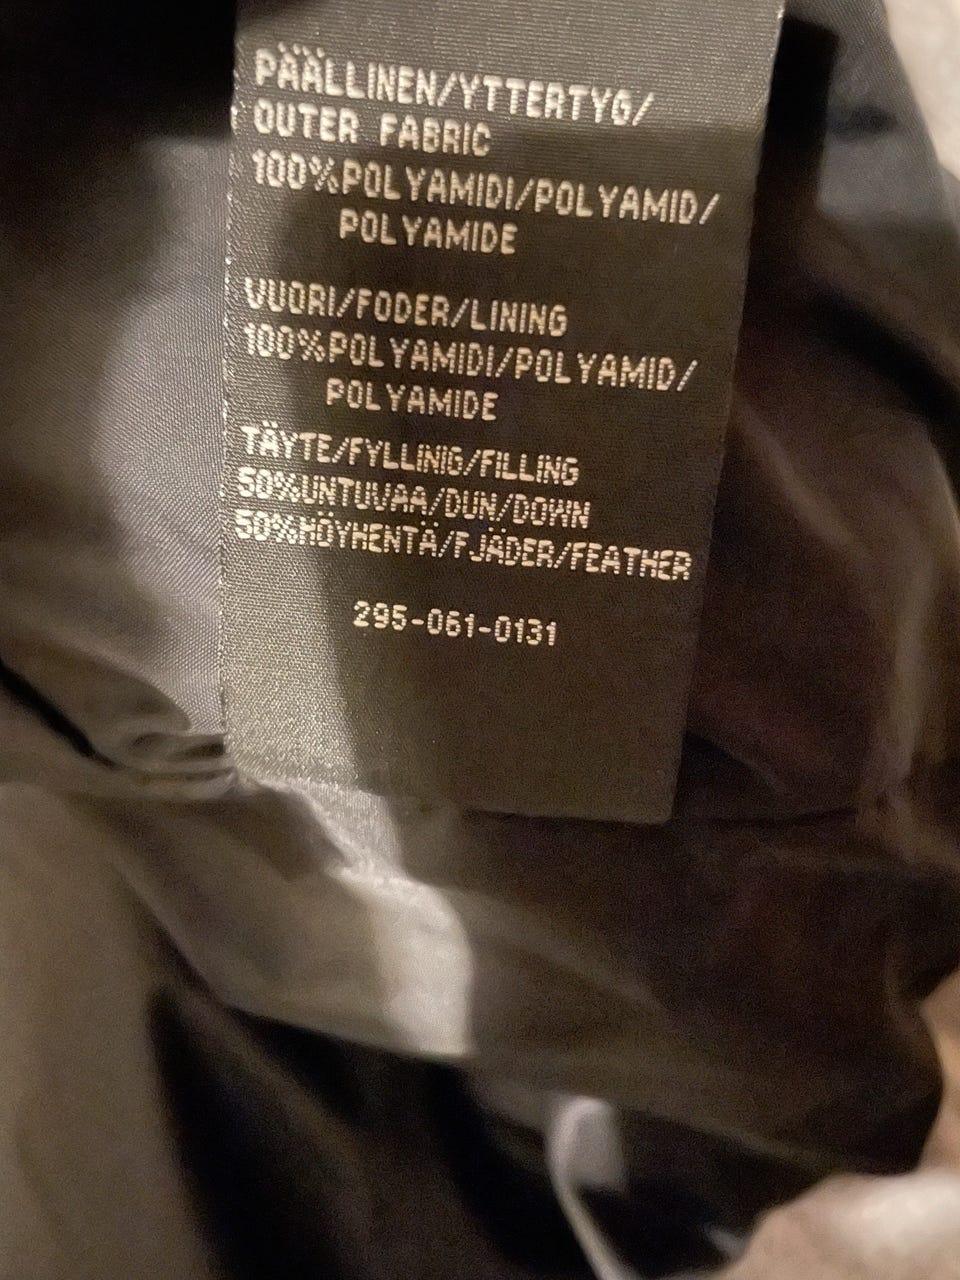 PÄÄLLINEN/YTTERTYG/
OUTER FABRIC
100%POLYAMIDI/POLYAMID/
POLYAMIDE
VUORI/FODER/LINING
100%POLYAMIDI/POLYAMID/
POLYAMIDE
TÄYTE/FYLLINIG/FILLING
50%UNTUVAA/DUN/DOWN
50%HÖYHENTÄ/FJÄDER/FEATHER
295-061-0131